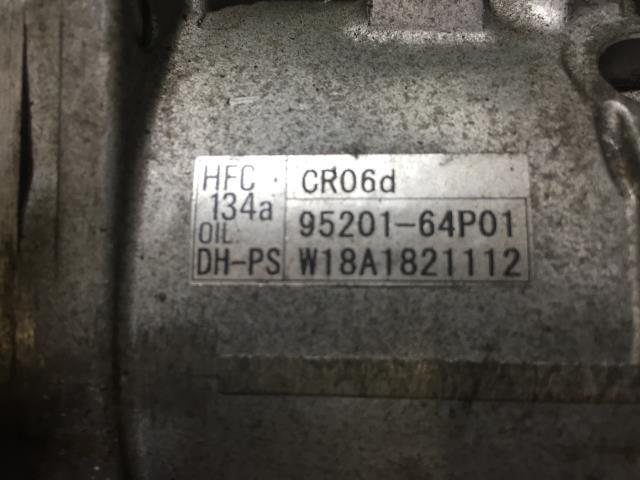 HFC · CR06d
134a
OIL: 95201-64P01
DH-PS W18A1821112